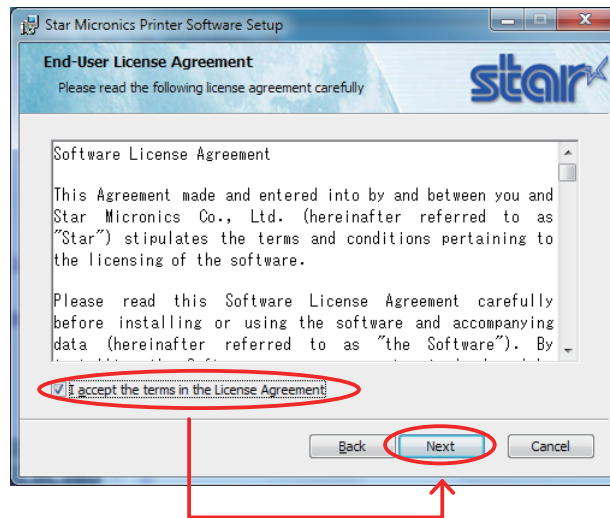 Star Micronics Printer Software Setup
End-User License Agreement
Please read the following license agreement carefully
star
Software License Agreement
This Agreement made and entered into by and between you and
Star Micronics Co., Ltd. (hereinafter referred to as
"Star") stipulates the terms and conditions pertaining to
the licensing of the software.
Please read this Software License Agreement carefully
before installing or using the software and accompanying
data (hereinafter referred to as "the Software"). By
I accept the terms in the License Agreement
Back Next Cancel